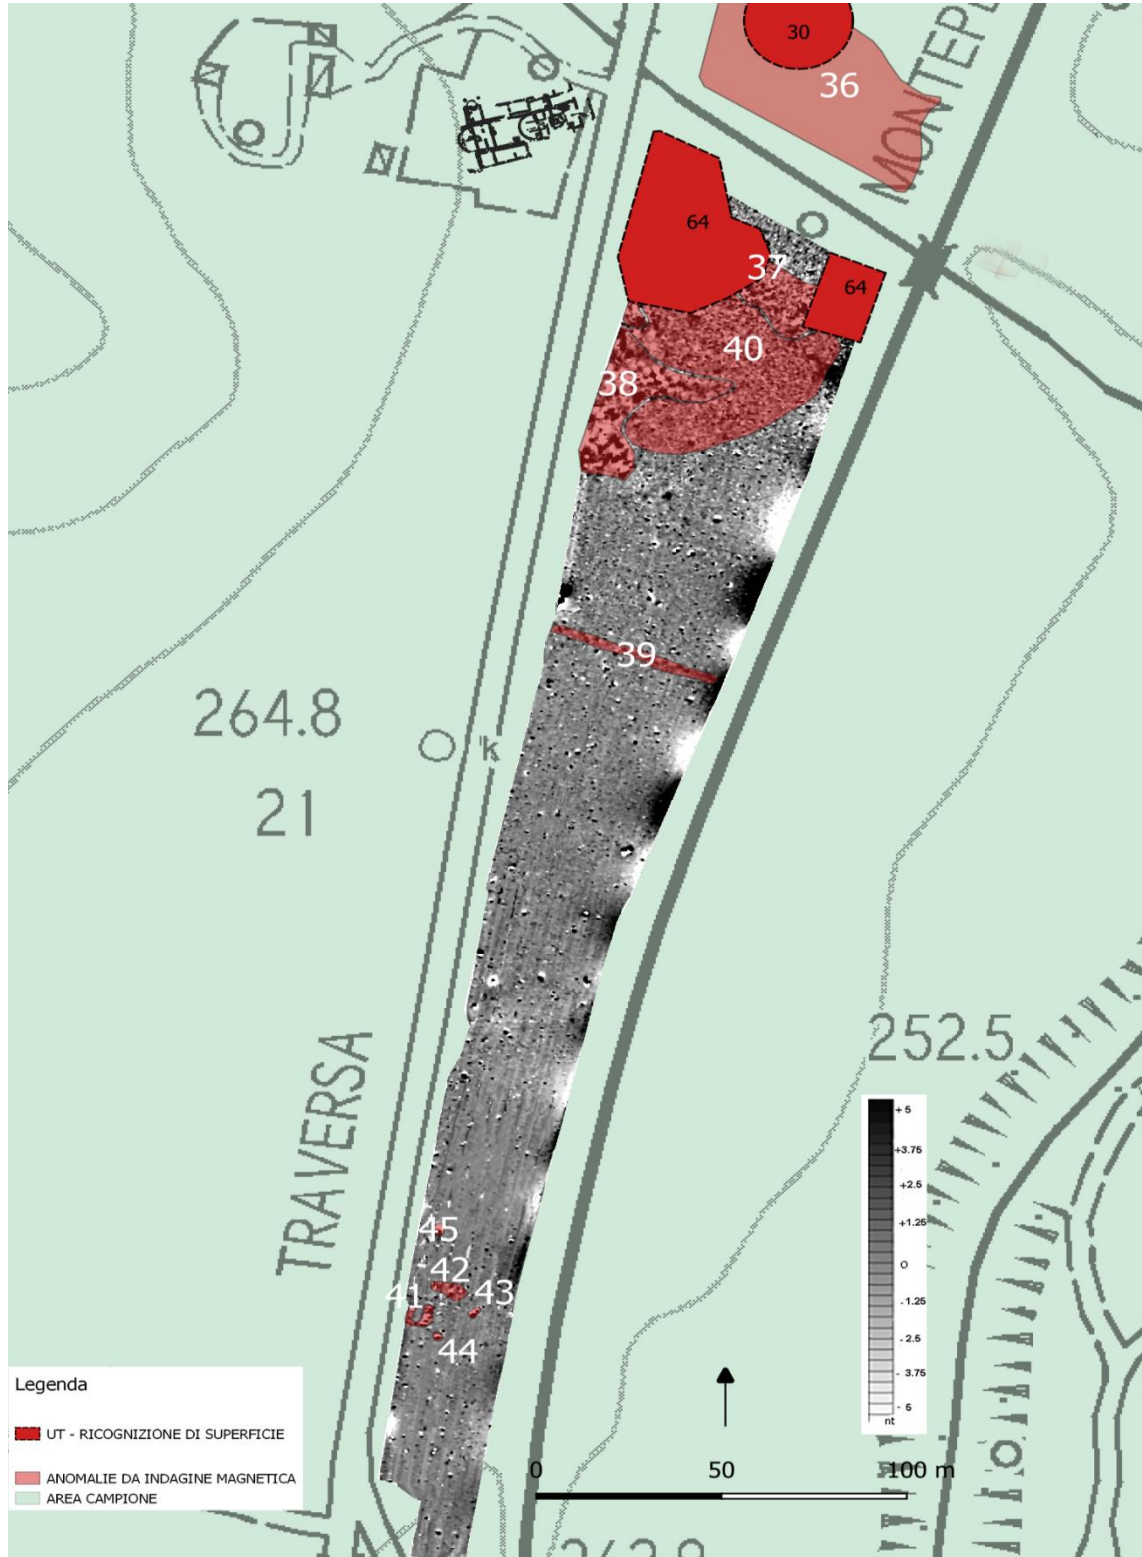 30
36
MONTEP
64
37
64
40
38
39
264.8
k
21
252.5
TRAVERSA
+ 5
+3.75
+2.5
+1.25
0
- 1.25
- 2.5
- 3.75
- 5
nt
45
42
41
43
44
Legenda
UT - RICOGNIZIONE DI SUPERFICIE
ANOMALIE DA INDAGINE MAGNETICA
AREA CAMPIONE
0 50 100 m